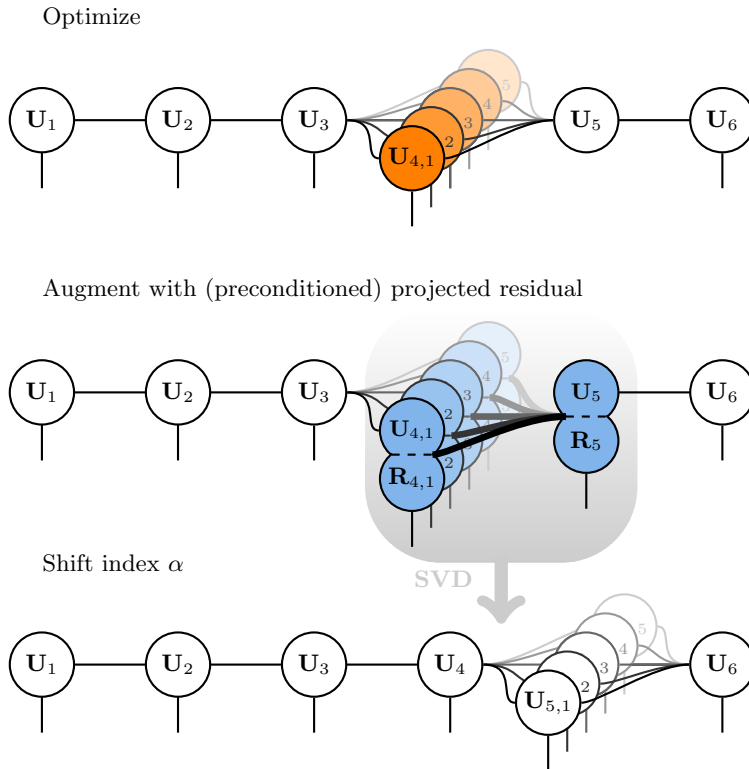 Optimize
5
4
U₁ U₂ U₃ 3 U₅ U₆
2
U₄,₁
Augment with (preconditioned) projected residual
5
4
U₁ U₂ U₃ 3 U₅ U₆
2
U₄,₁ R₅
R₄,₁ 2
Shift index α
SVD
5
4
U₁ U₂ U₃ U₄ 3 U₆
2
U₅,₁